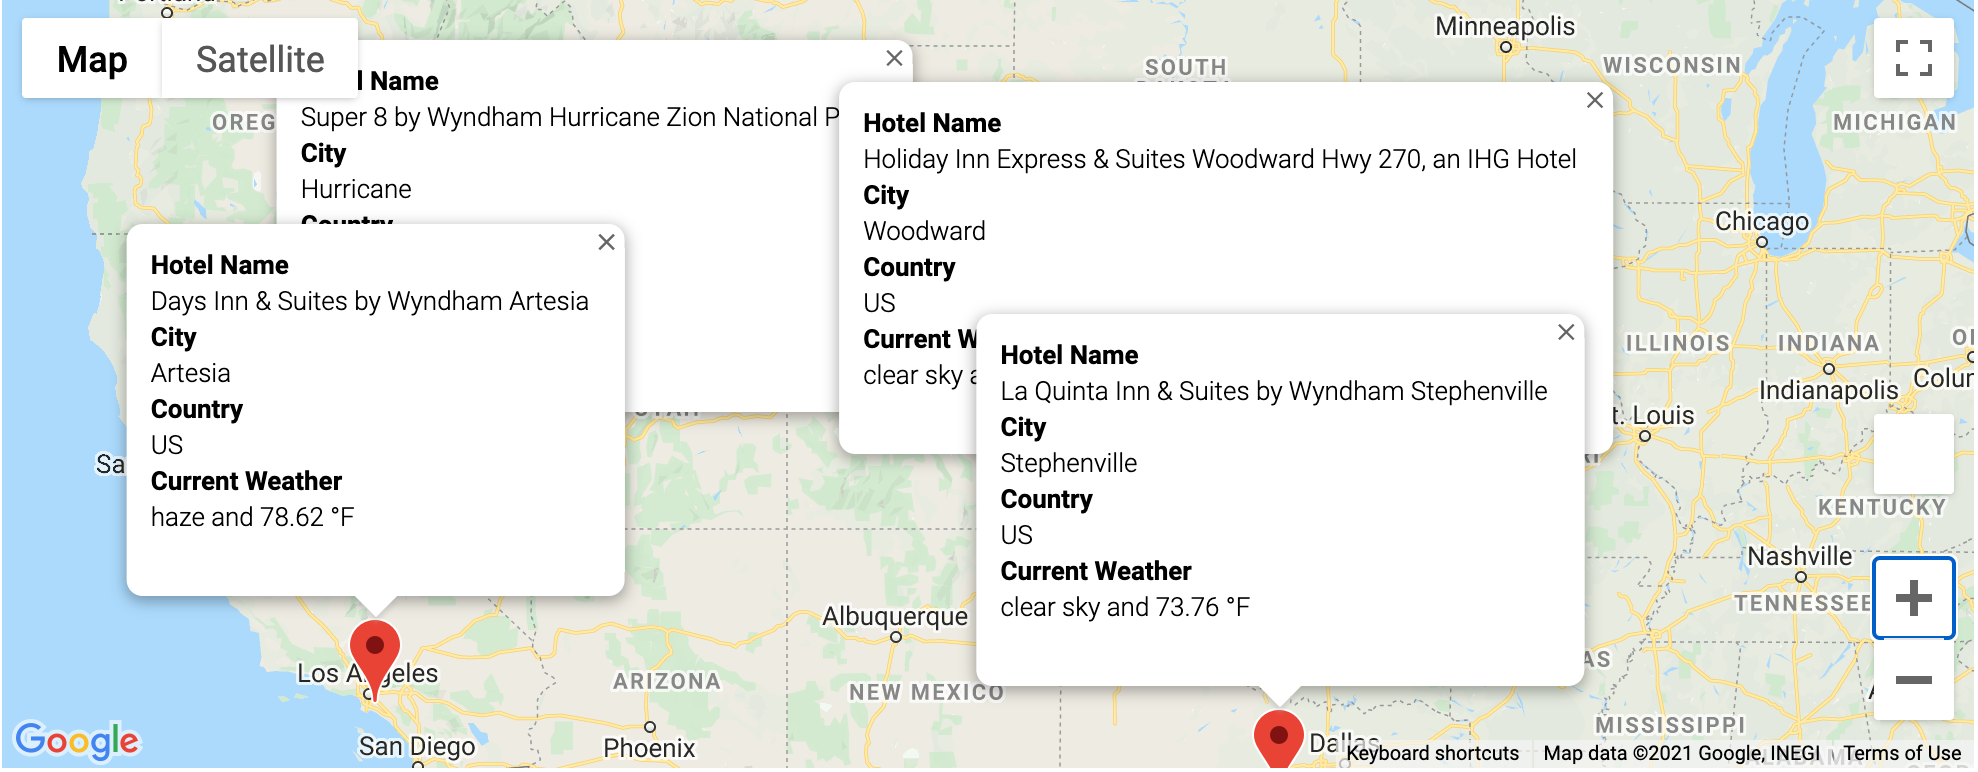 Map
Satellite
l Name
Super 8 by Wyndham Hurricane Zion National P
City
Hurricane
Country
Hotel Name
Holiday Inn Express & Suites Woodward Hwy 270, an IHG Hotel
City
Woodward
Country
US
Current W
clear sky a
Hotel Name
Days Inn & Suites by Wyndham Artesia
City
Artesia
Country
US
Current Weather
haze and 78.62 °F
Hotel Name
La Quinta Inn & Suites by Wyndham Stephenville
City
Stephenville
Country
US
Current Weather
clear sky and 73.76 °F
Minneapolis
SOUTH
WISCONSIN
MICHIGAN
OREG
Chicago
ILLINOIS
INDIANA
Indianapolis
Colu
t. Louis
Sa
KENTUCKY
Nashville
TENNESSEE
Albuquerque
Los Angeles
ARIZONA
NEW MEXICO
AS
MISSISSIPPI
San Diego
Phoenix
Dallas
Google
Keyboard shortcuts
Map data ©2021 Google, INEGI
Terms of Use